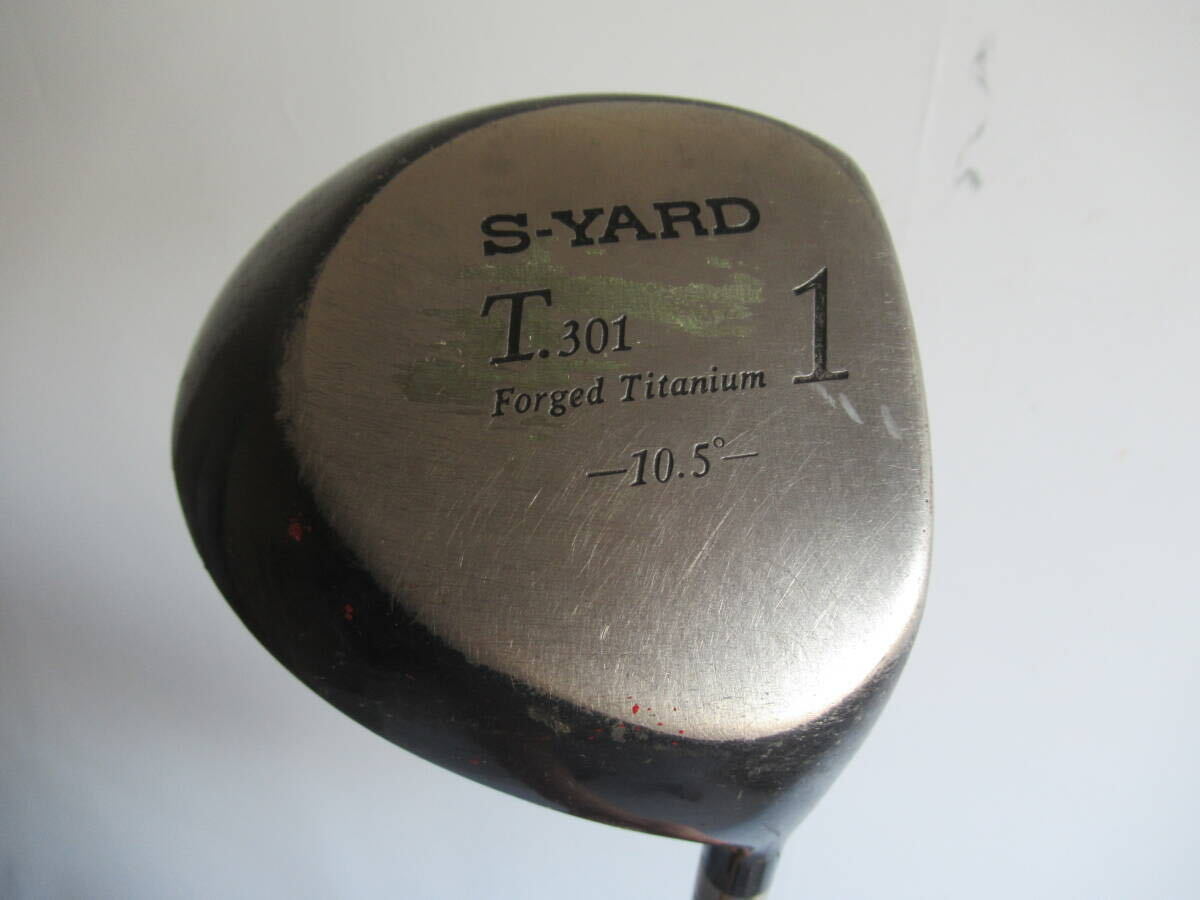 S-YARD
T.301 1
Forged Titanium
—10.5°—